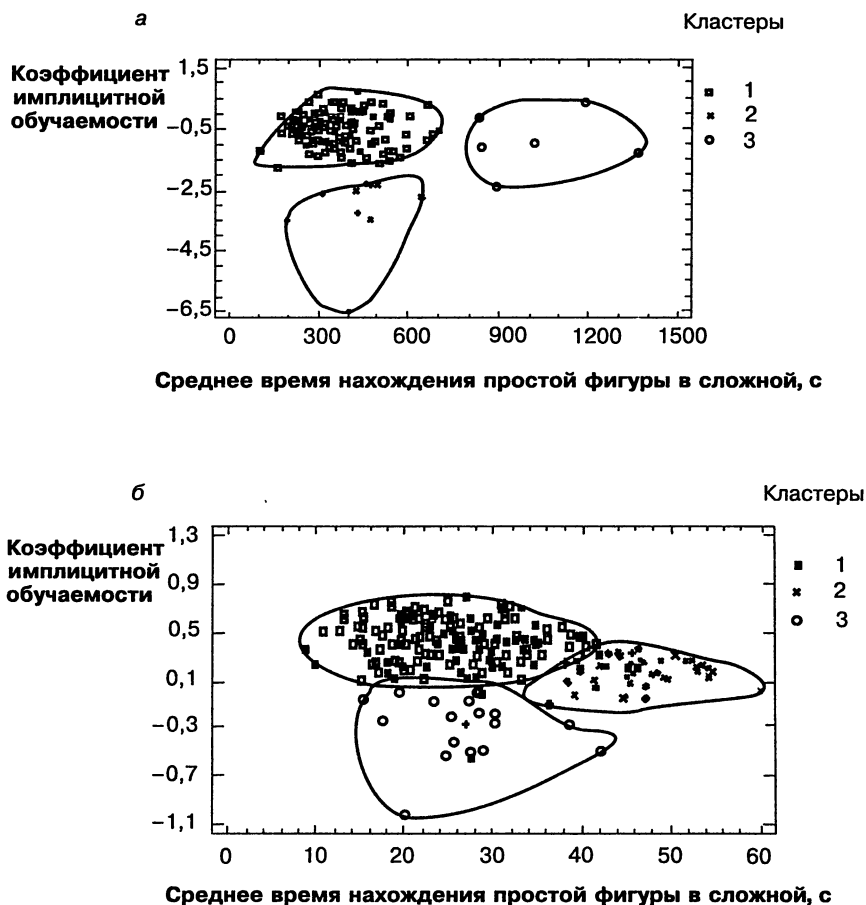 а
Кластеры
Коэффициент
имплицитной
обучаемости
1,5
−0,5
−2,5
−4,5
−6,5
1
2
3
0 300 600 900 1200 1500
Среднее время нахождения простой фигуры в сложной, с
б
Кластеры
Коэффициент
имплицитной
обучаемости
1,3
0,9
0,5
0,1
−0,3
−0,7
−1,1
1
2
3
0 10 20 30 40 50 60
Среднее время нахождения простой фигуры в сложной, с